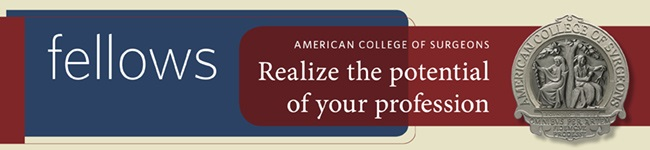 fellows
AMERICAN COLLEGE OF SURGEONS
Realize the potential
of your profession
AMERICAN COLLEGE OF SURGEONS